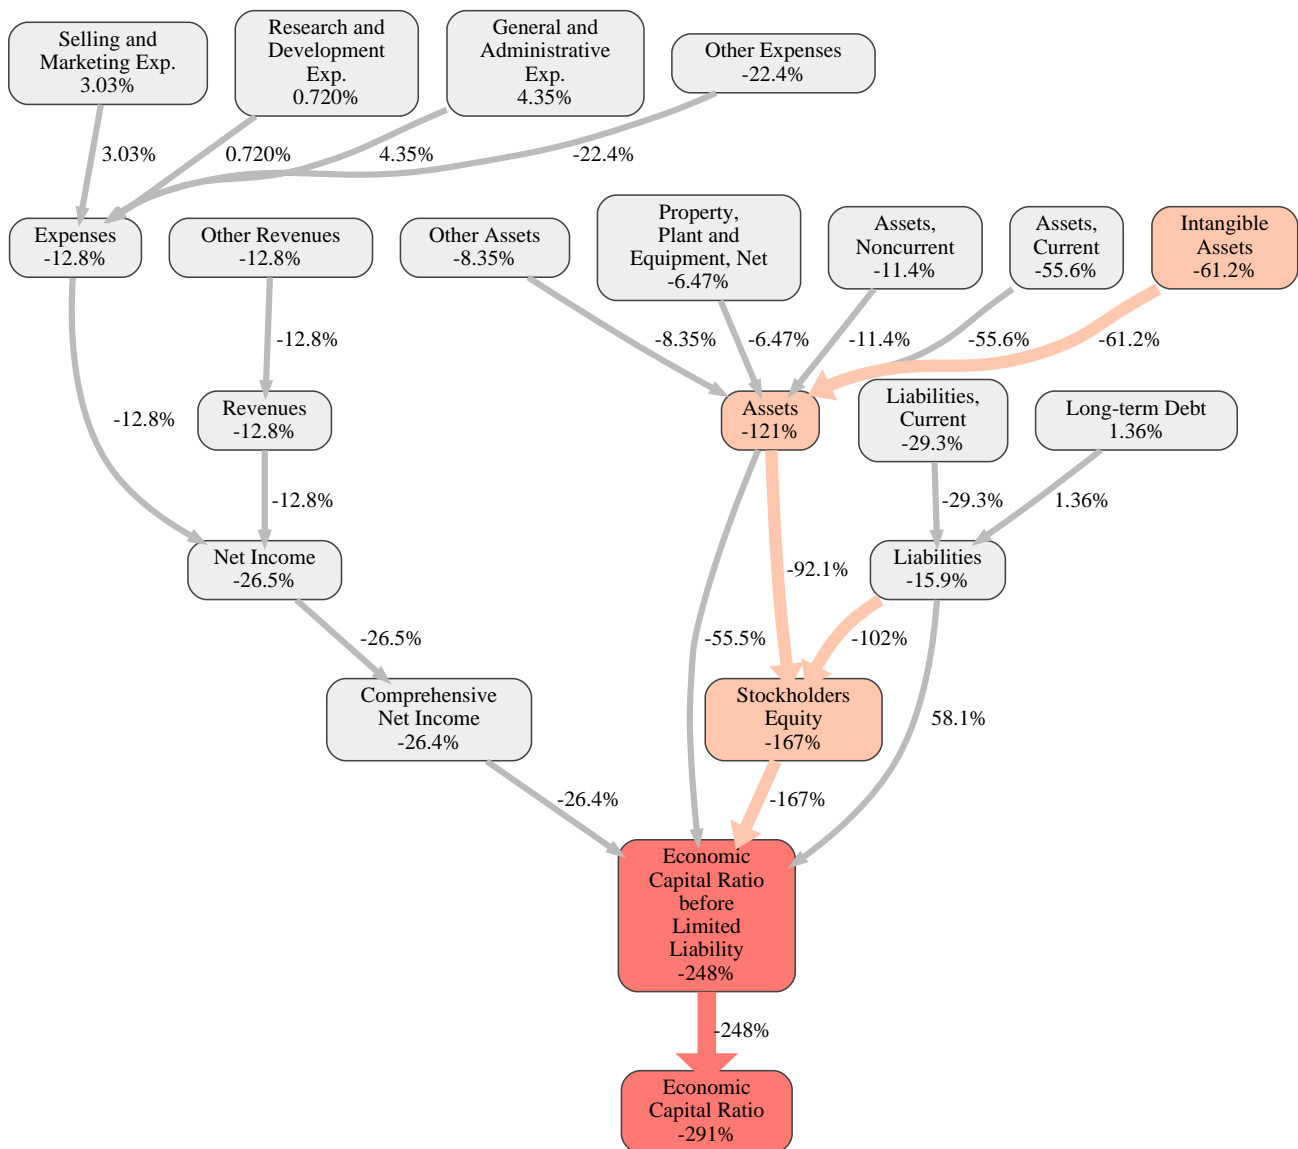 Selling and
Marketing Exp.
3.03%
Research and
Development
Exp.
0.720%
General and
Administrative
Exp.
4.35%
Other Expenses
-22.4%
3.03%
0.720%
4.35%
-22.4%
Expenses
-12.8%
Other Revenues
-12.8%
Other Assets
-8.35%
Property,
Plant and
Equipment, Net
-6.47%
Assets,
Noncurrent
-11.4%
Assets,
Current
-55.6%
Intangible
Assets
-61.2%
-12.8%
-8.35%
-6.47%
-11.4%
-55.6%
-61.2%
-12.8%
Revenues
-12.8%
Assets
-121%
Liabilities,
Current
-29.3%
Long-term Debt
1.36%
-12.8%
-29.3%
1.36%
Net Income
-26.5%
-92.1%
Liabilities
-15.9%
-26.5%
-55.5%
-102%
58.1%
Comprehensive
Net Income
-26.4%
Stockholders
Equity
-167%
-26.4%
-167%
Economic
Capital Ratio
before
Limited
Liability
-248%
-248%
Economic
Capital Ratio
-291%